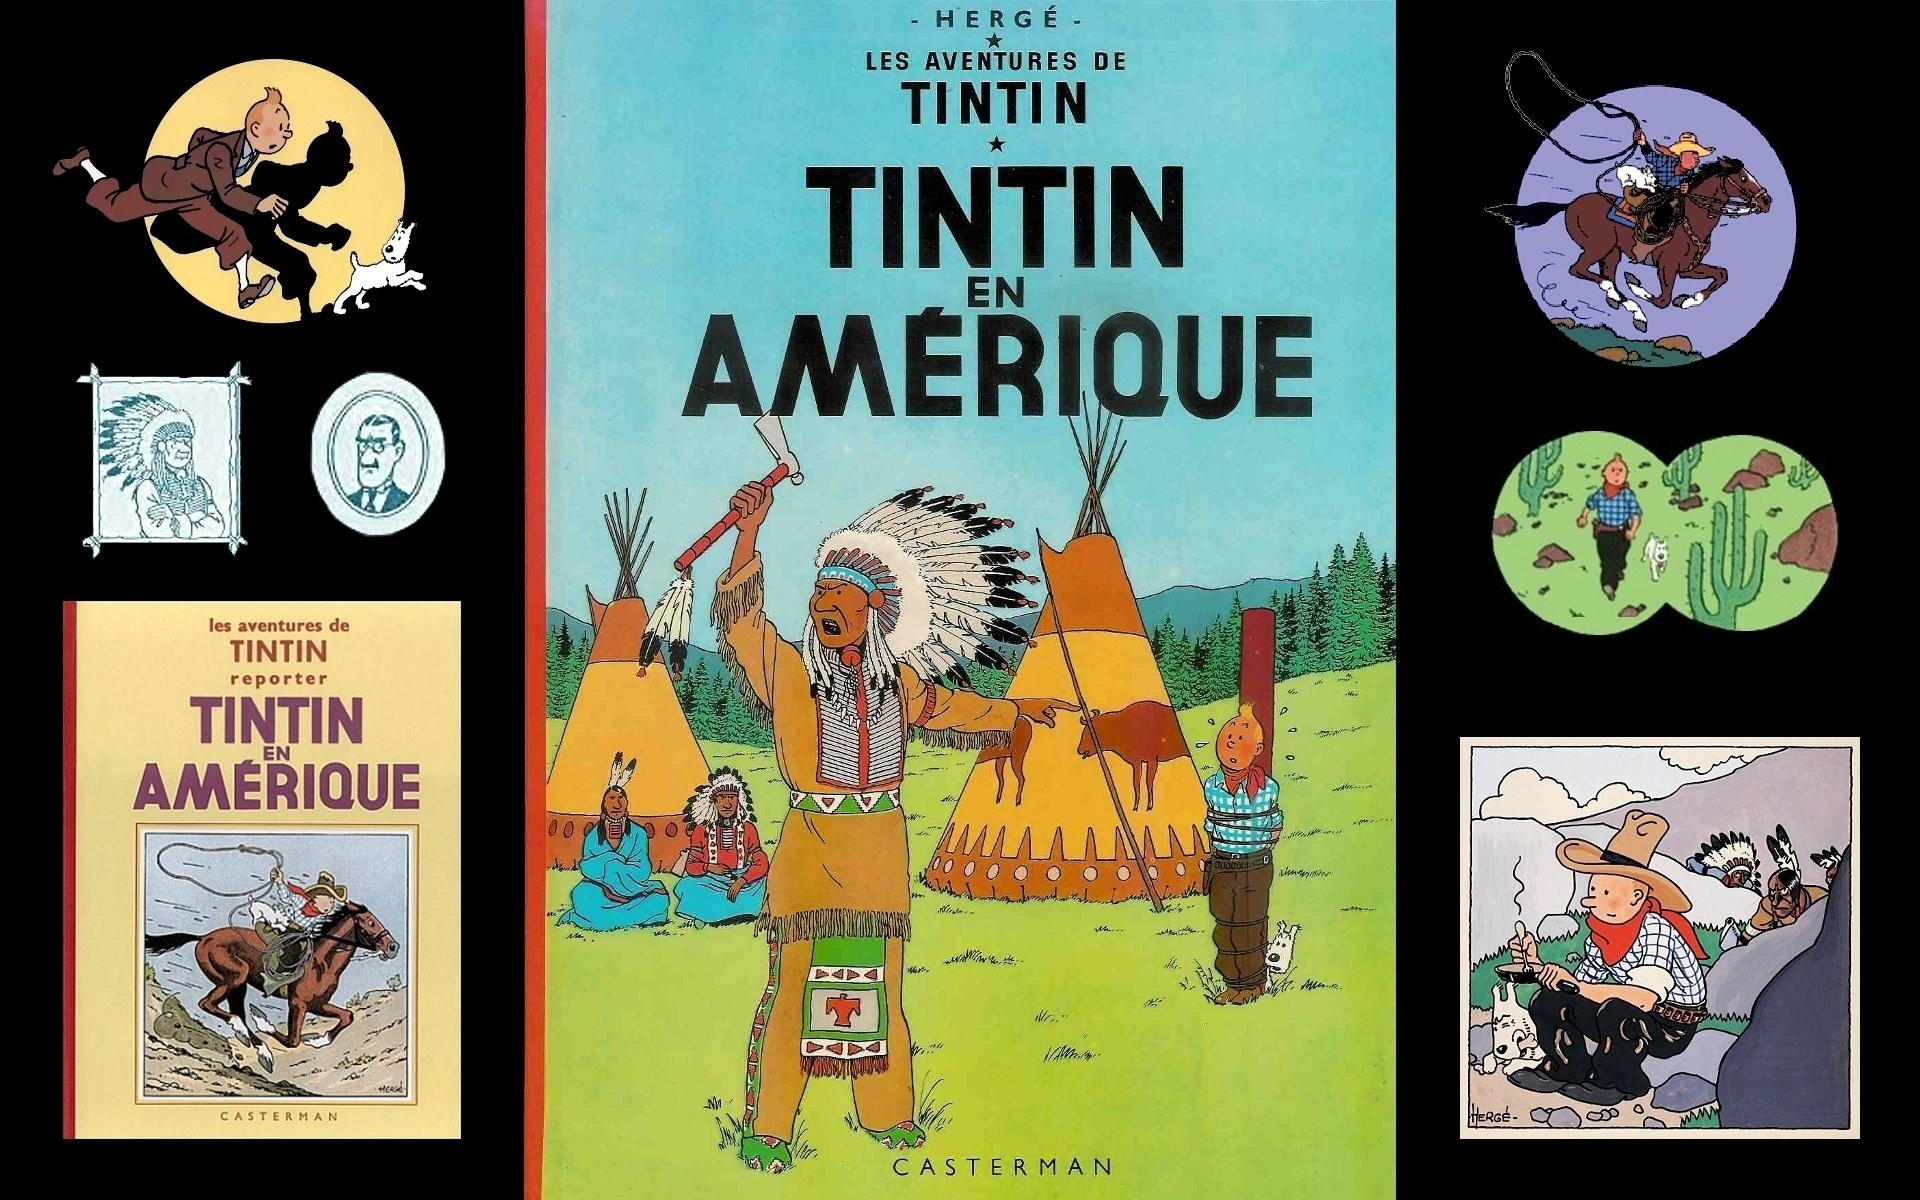 - HERGÉ -
LES AVENTURES DE
TINTIN
TINTIN
EN
AMÉRIQUE
CASTERMAN
les aventures de
TINTIN
reporter
TINTIN
EN
AMÉRIQUE
HERGÉ
CASTERMAN
HERGÉ-